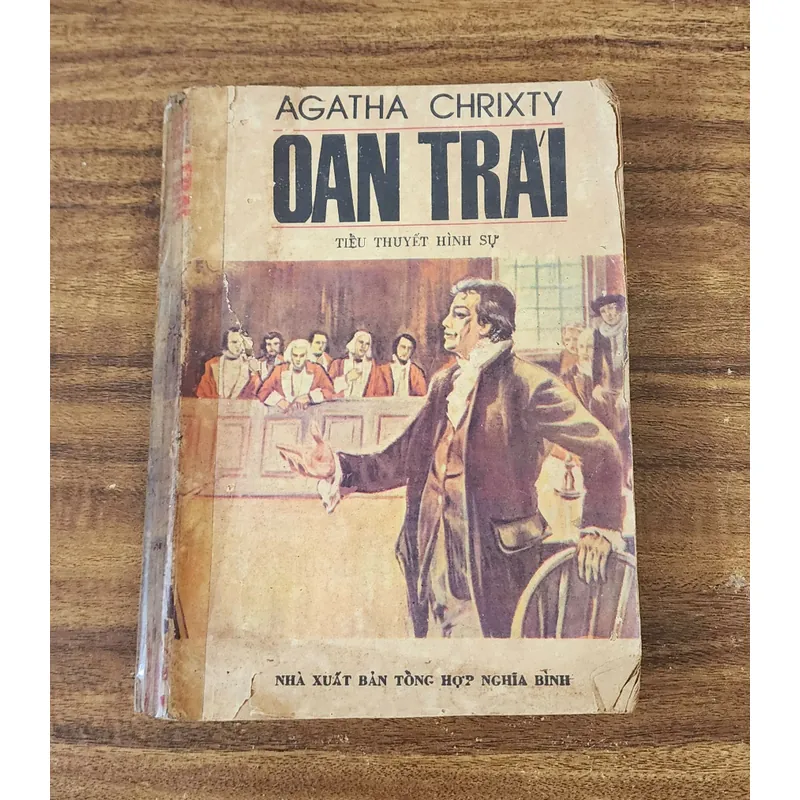 AGATHA CHRIXTY
OAN TRÁI
TIỂU THUYẾT HÌNH SỰ
NHÀ XUẤT BẢN TỔNG HỢP NGHĨA BÌNH